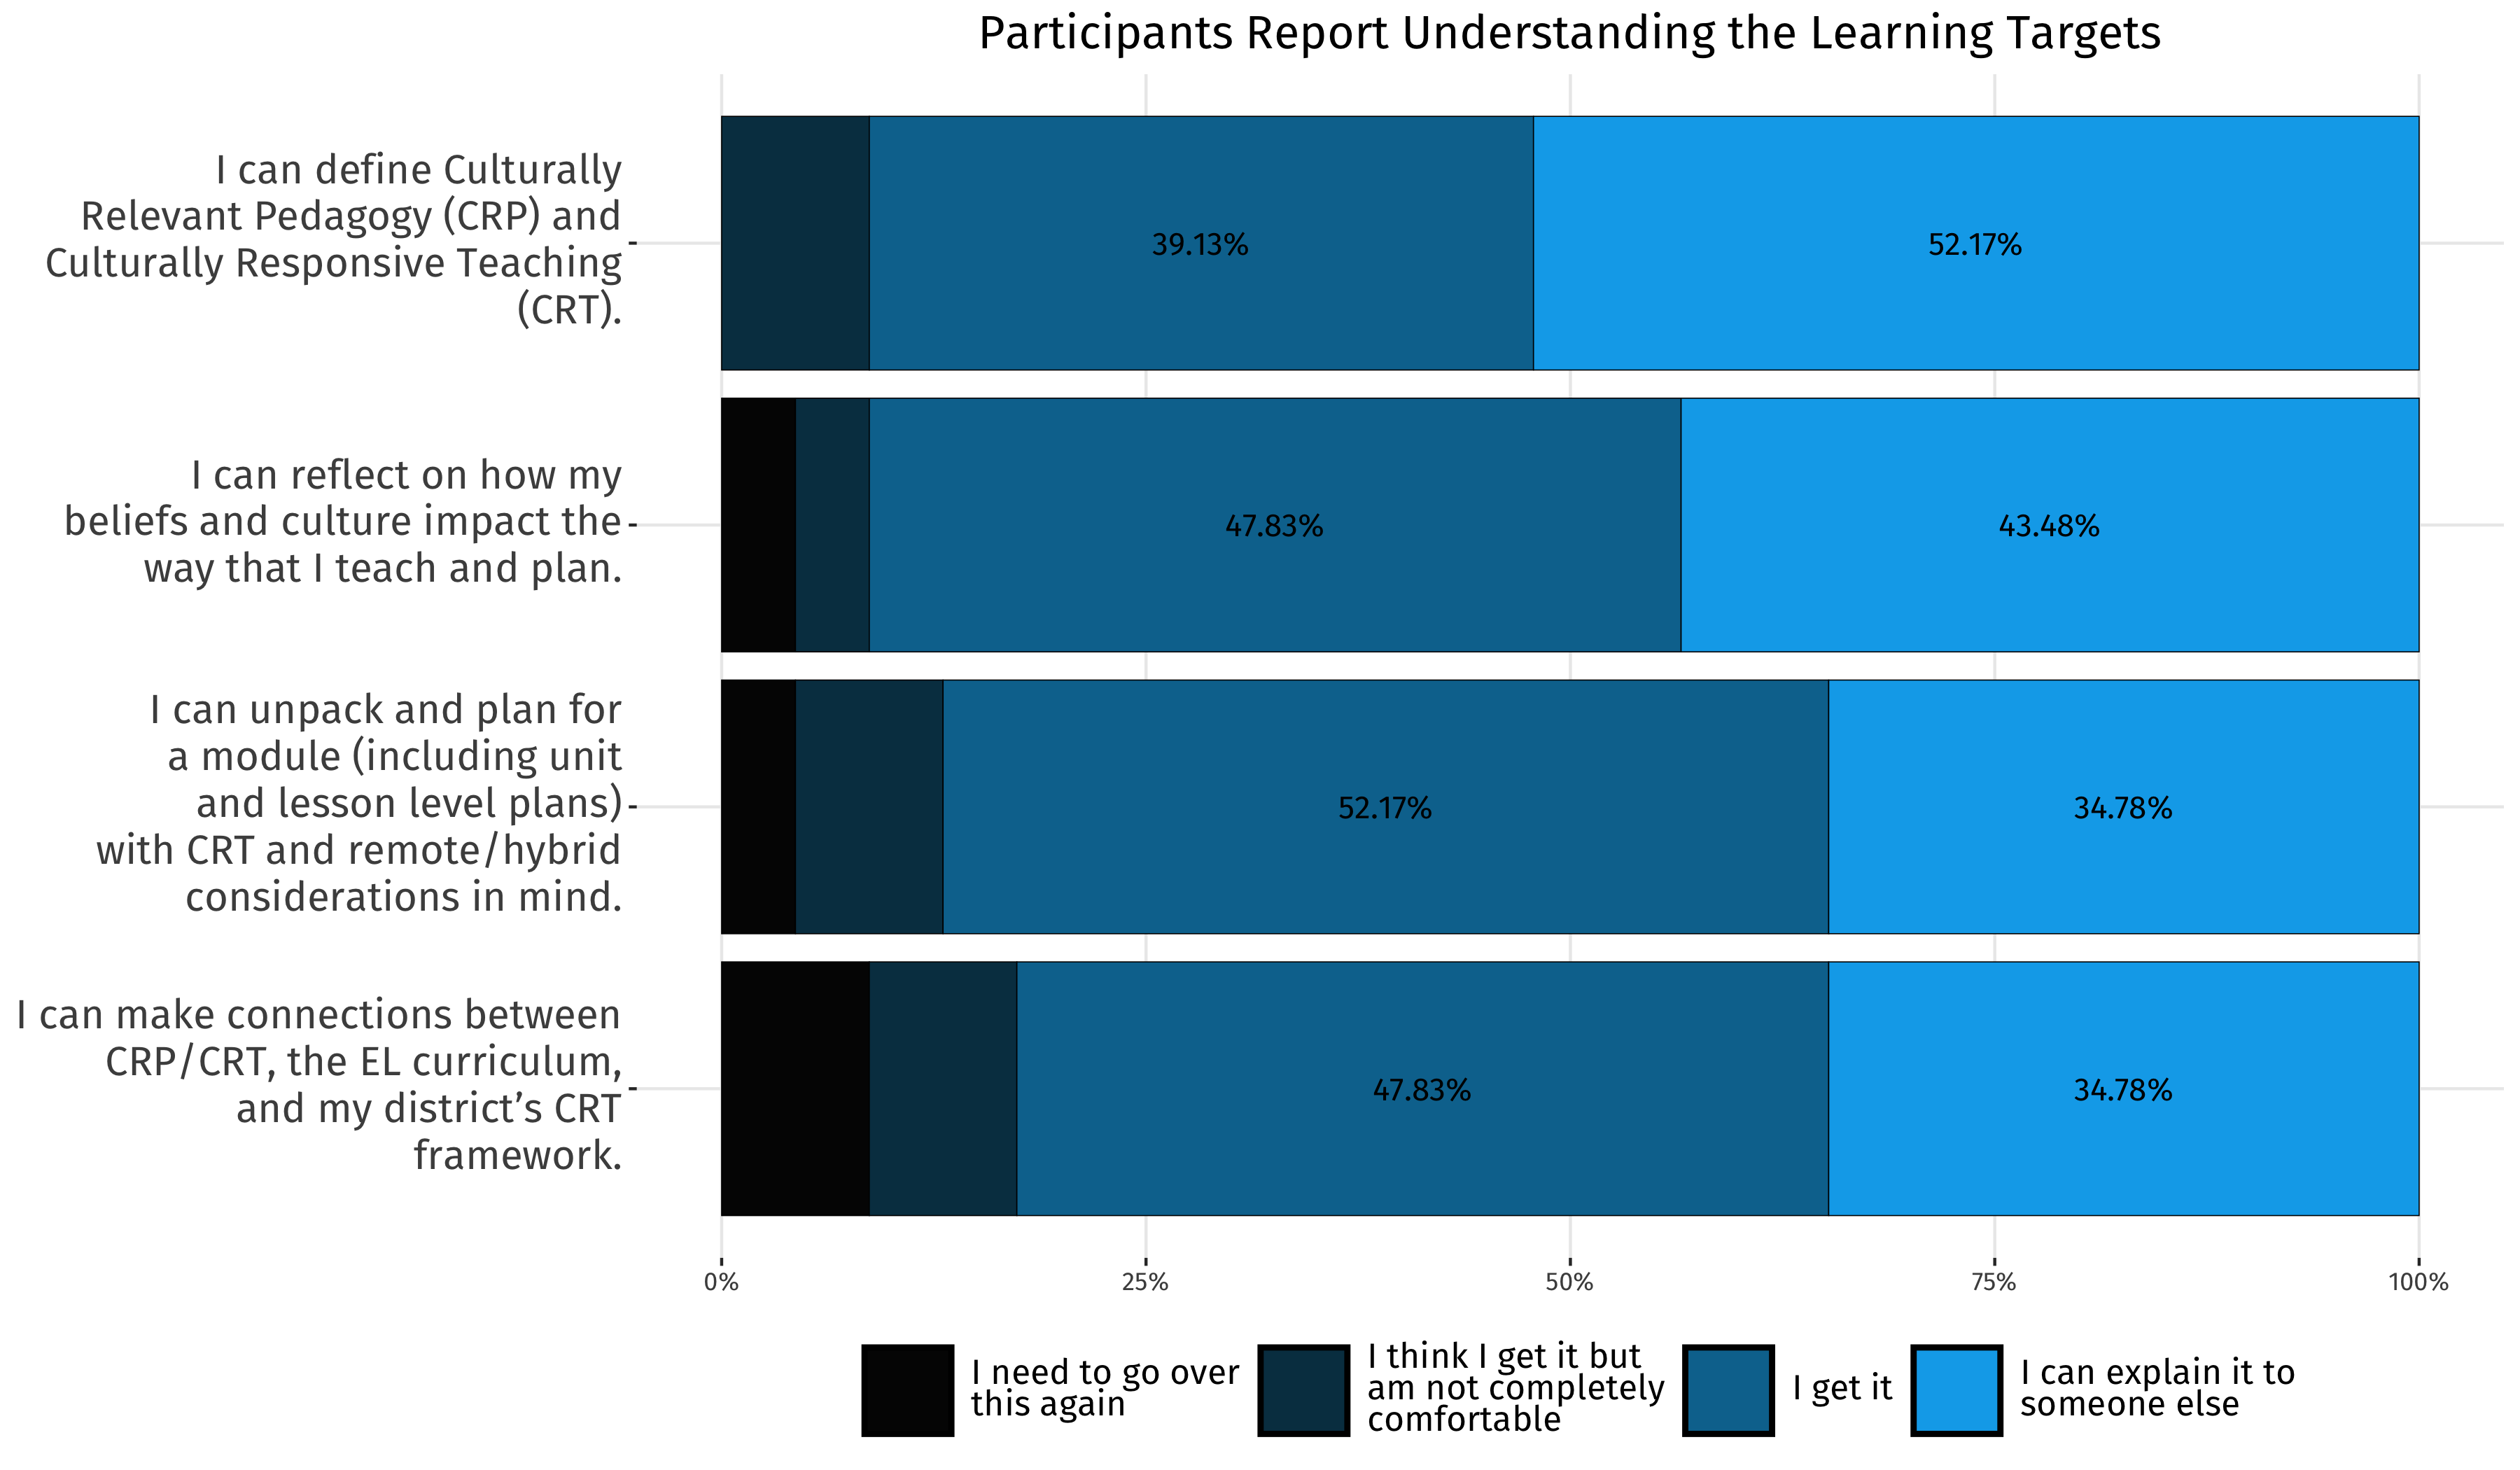 Participants Report Understanding the Learning Targets
I can define Culturally
Relevant Pedagogy (CRP) and
Culturally Responsive Teaching
(CRT).
39.13%
52.17%
I can reflect on how my
beliefs and culture impact the
way that I teach and plan.
47.83%
43.48%
I can unpack and plan for
a module (including unit
and lesson level plans)
with CRT and remote/hybrid
considerations in mind.
52.17%
34.78%
I can make connections between
CRP/CRT, the EL curriculum,
and my district’s CRT
framework.
47.83%
34.78%
0%
25%
50%
75%
100%
I need to go over
this again
I think I get it but
am not completely
comfortable
I get it
I can explain it to
someone else